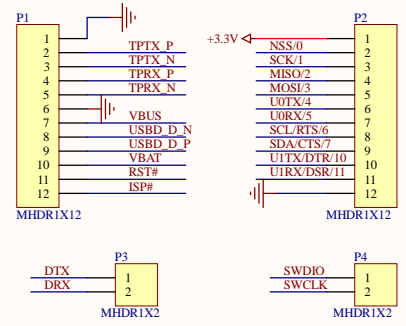 P1
1
2 TPTX_P
3 TPTX_N
4 TPRX_P
5 TPRX_N
6
7 VBUS
8 USBD_D_N
9 USBD_D_P
10 VBAT
11 RST#
12 ISP#
MHDR1X12
P2
+3.3V 1
NSS/0 2
SCK/1 3
MISO/2 4
MOSI/3 5
U0TX/4 6
U0RX/5 7
SCL/RTS/6 8
SDA/CTS/7 9
U1TX/DTR/10 10
U1RX/DSR/11 11
12
MHDR1X12
P3
DTX 1
DRX 2
MHDR1X2
P4
SWDIO 1
SWCLK 2
MHDR1X2